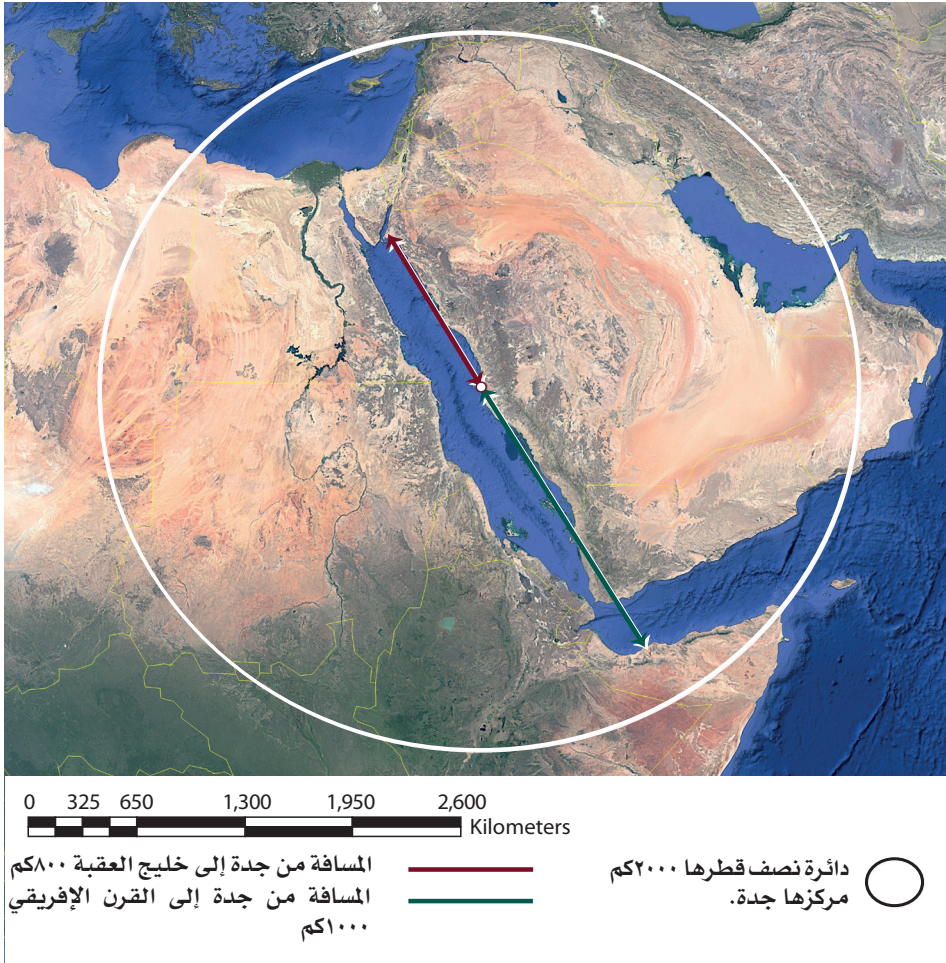 0 325 650 1,300 1,950 2,600
Kilometers
دائرة نصف قطرها ٢٠٠٠كم
مركزها جدة.
المسافة من جدة إلى خليج العقبة ٨٠٠كم
المسافة من جدة إلى القرن الإفريقي
١٠٠٠كم